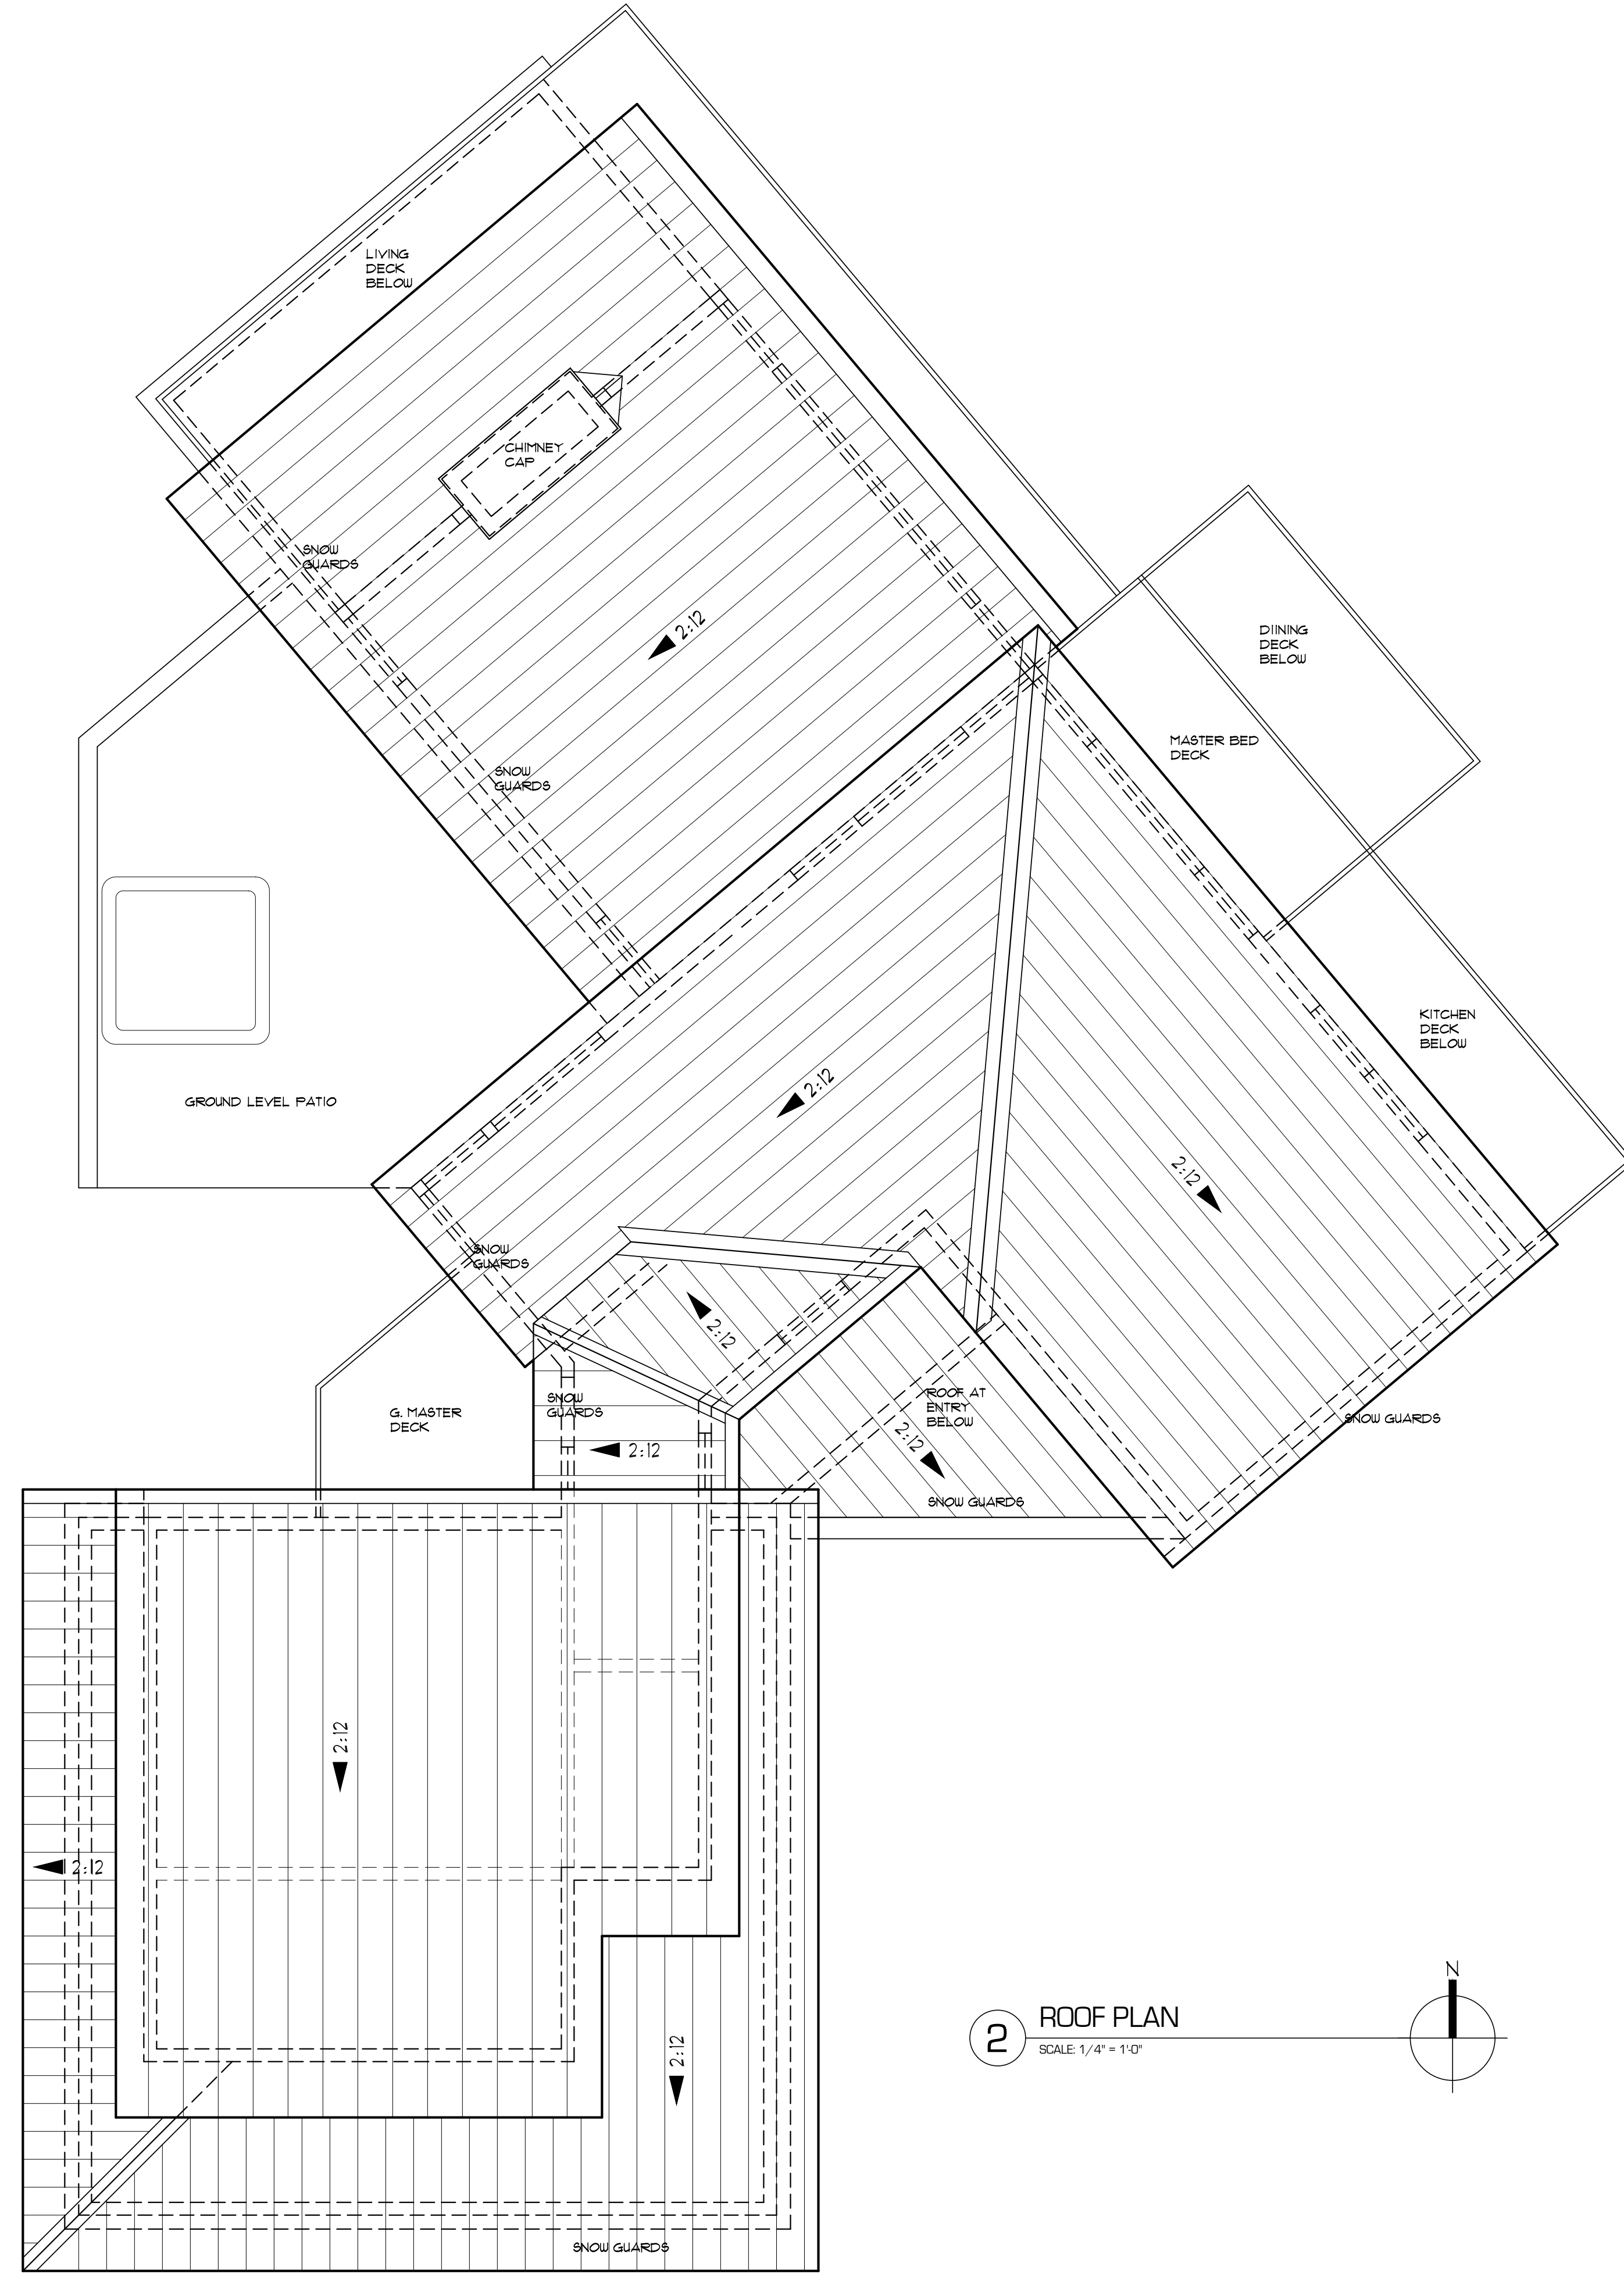 LIVING
DECK
BELOW
CHIMNEY
CAP
SNOW
GUARDS
2:12
DIINING
DECK
BELOW
MASTER BED
DECK
SNOW
GUARDS
KITCHEN
DECK
BELOW
2:12
GROUND LEVEL PATIO
2:12
SNOW
GUARDS
2:12
ROOF AT
ENTRY
BELOW
SNOW
GUARDS
G. MASTER
DECK
SNOW GUARDS
2:12
2:12
SNOW GUARDS
2:12
2:12
N
2
ROOF PLAN
SCALE: 1/4" = 1'-0"
2:12
SNOW GUARDS